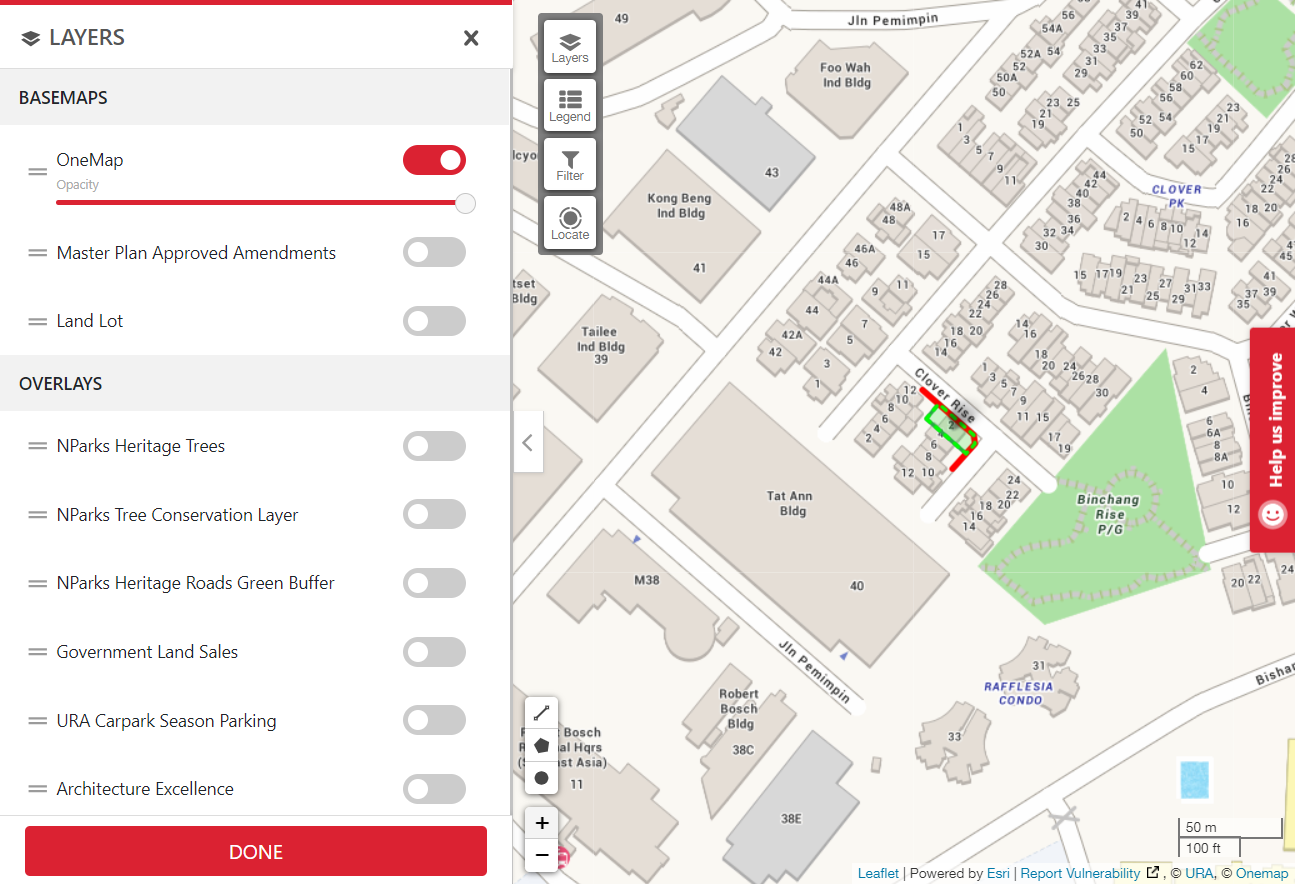 LAYERS
BASEMAPS
OneMap
Opacity
Master Plan Approved Amendments
Land Lot
OVERLAYS
NParks Heritage Trees
NParks Tree Conservation Layer
NParks Heritage Roads Green Buffer
Government Land Sales
URA Carpark Season Parking
Architecture Excellence
DONE
Layers
Legend
Filter
Locate
49
Jln Pemimpin
Foo Wah
Ind Bldg
43
Kong Beng
Ind Bldg
41
Tailee
Ind Bldg
39
56
54A
52A 54
50A 52
50
41
39
37
35
33
31
29
23 25
21
19
1
3
5
7
9
11
62
60
58
56
52 54
50
23
21
19
17
15
CLOVER
PK
44
42
40
38
36
34
32
30
2 4 6 8 10 14
12
28
26
24
22
18 20
16
48A
48
17
15
46A
46
44A
44
9 11
42A
42
7
5
3
1
15 17 19 23 27 31 33
21 25 29
41
39
37
35
45
28
26
24
22
18 20
16
14
14
16
18
20 24
26 28
30
1
3 5
7
9
11 15
17
19
Clover Rise
12
10
8
6
4
2
2
4
6
8
12 10
24
22
18 20
16
14
2
4
6
6A
8
8A
10
12
Binchang
Rise
P/G
20 22
24
Tat Ann
Bldg
40
M38
Jln Pemimpin
Robert
Bosch
Bldg
38C
Bosch
Hqrs
Asia)
11
38E
31
RAFFLESIA
CONDO
33
Help us improve
+
−
50 m
100 ft
Leaflet | Powered by Esri | Report Vulnerability , © URA, © Onemap